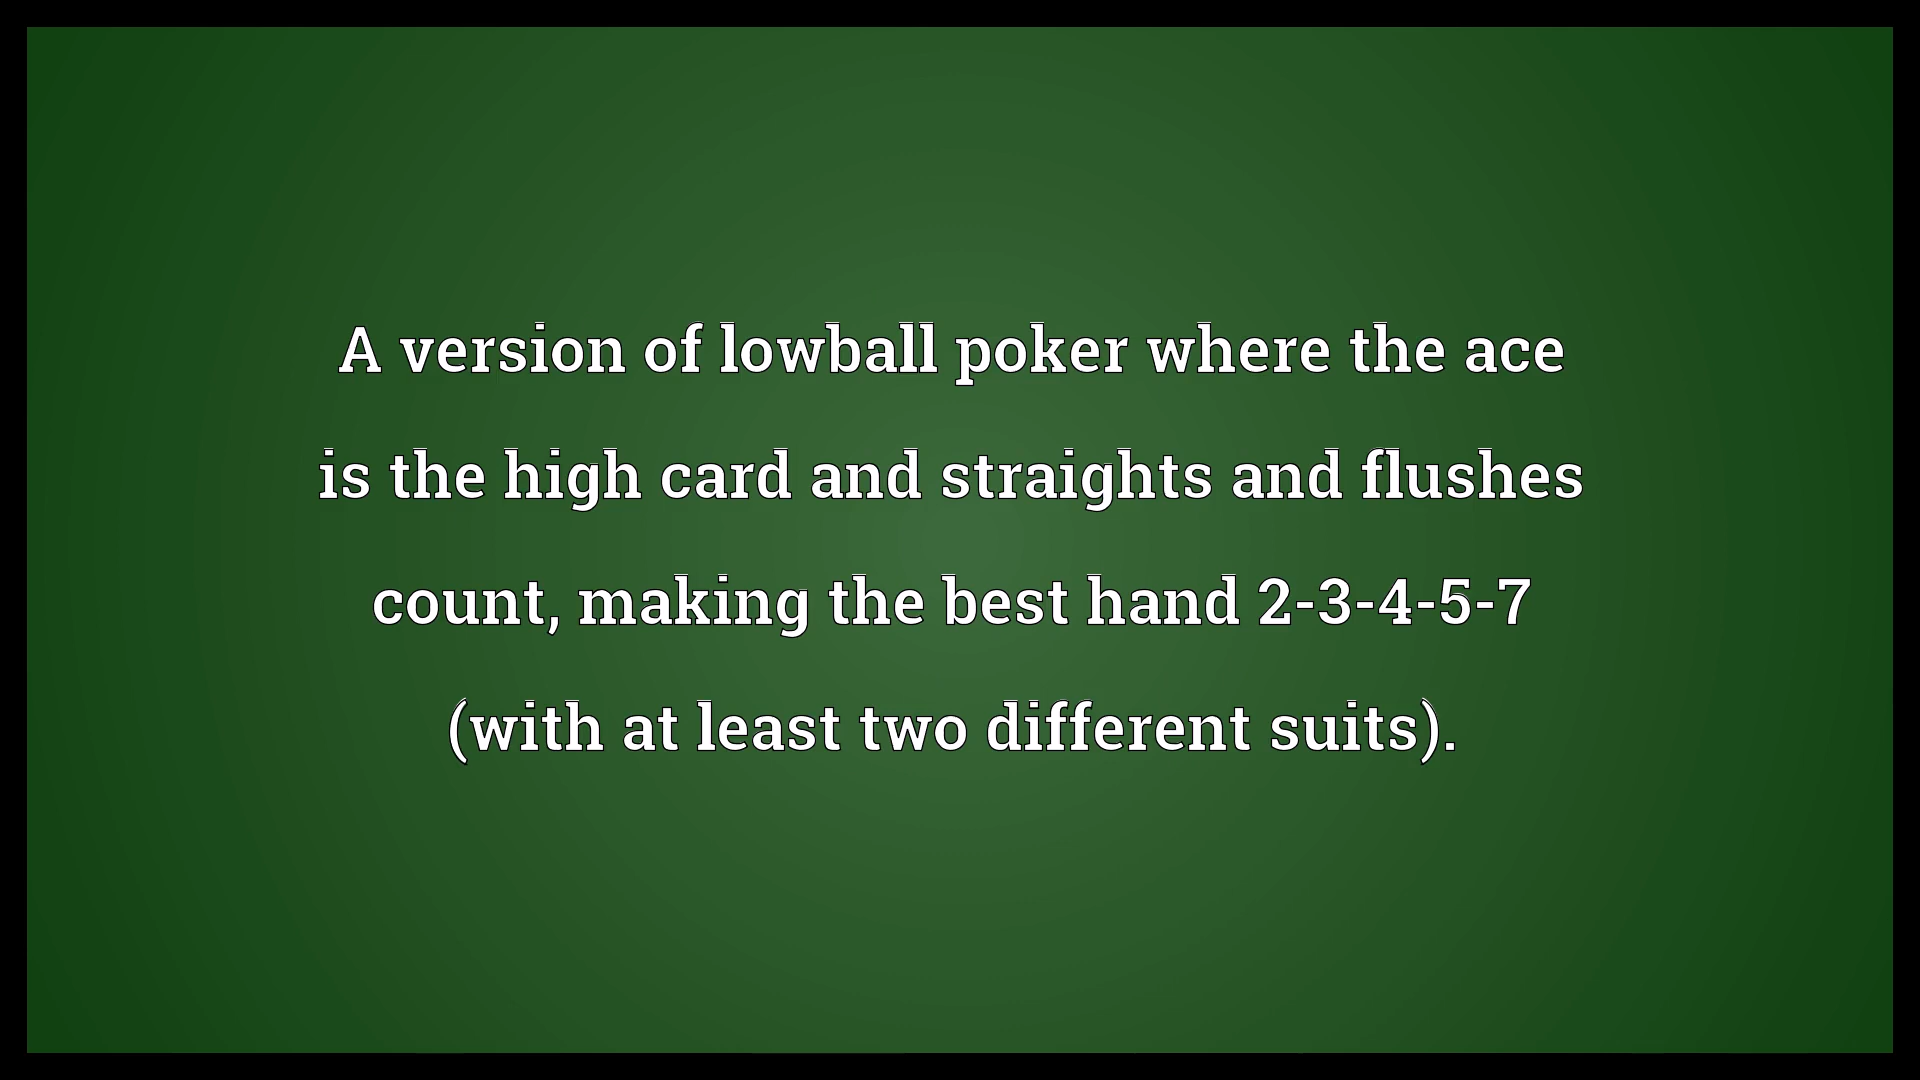 A version of lowball poker where the ace
is the high card and straights and flushes
count, making the best hand 2-3-4-5-7
(with at least two different suits).